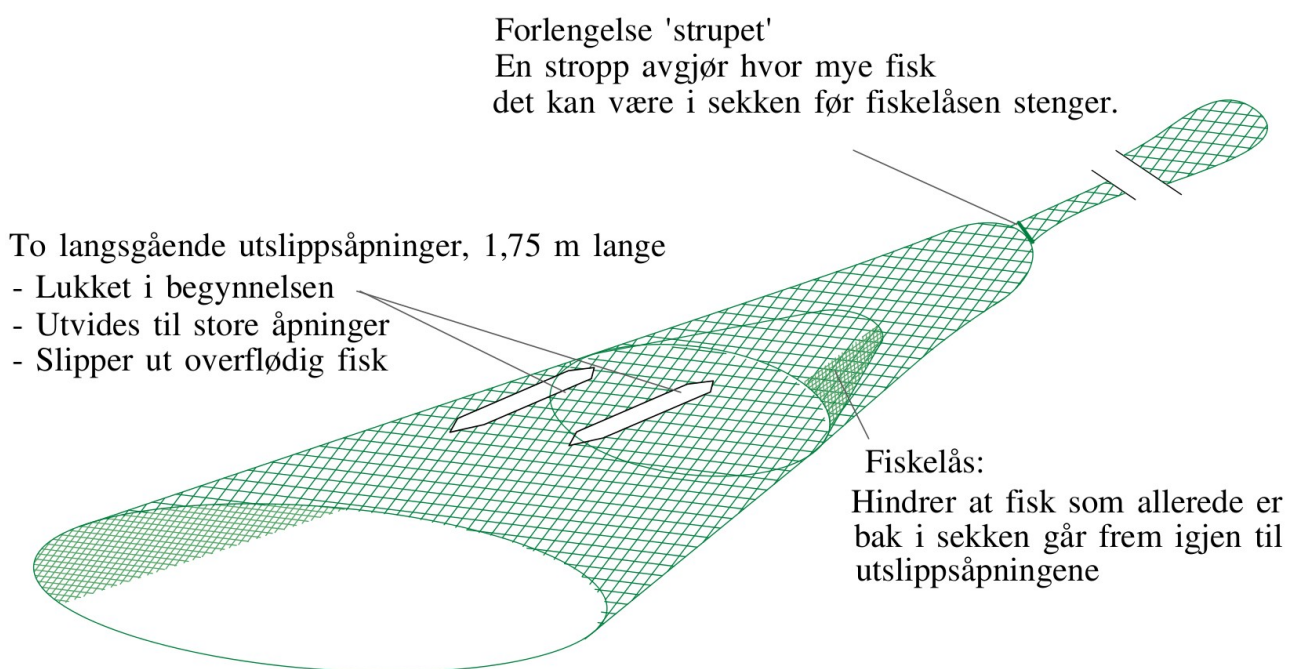 Forlengelse 'strupet'
En stropp avgjør hvor mye fisk
det kan være i sekken før fiskelåsen stenger.
To langsgående utslippsåpninger, 1,75 m lange
- Lukket i begynnelsen
- Utvides til store åpninger
- Slipper ut overflødig fisk
Fiskelås:
Hindrer at fisk som allerede er
bak i sekken går frem igjen til
utslippsåpningene